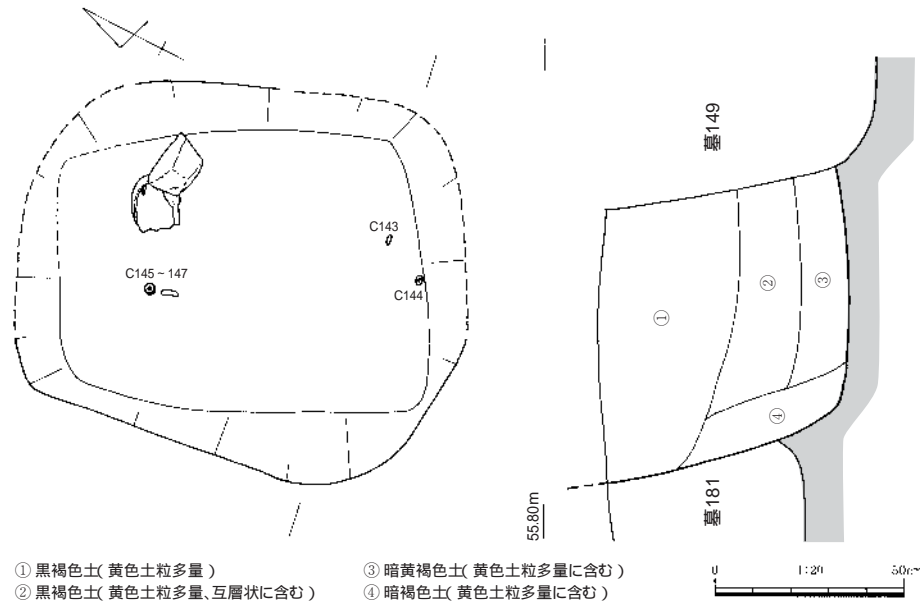 墓149
C143
C145～147
C144
②
③
①
④
墓181
55.80m
①黒褐色土(黄色土粒多量)
③暗黄褐色土(黄色土粒多量に含む)
②黒褐色土(黄色土粒多量、互層状に含む)
④暗褐色土(黄色土粒多量に含む)
0 1:20 50cm